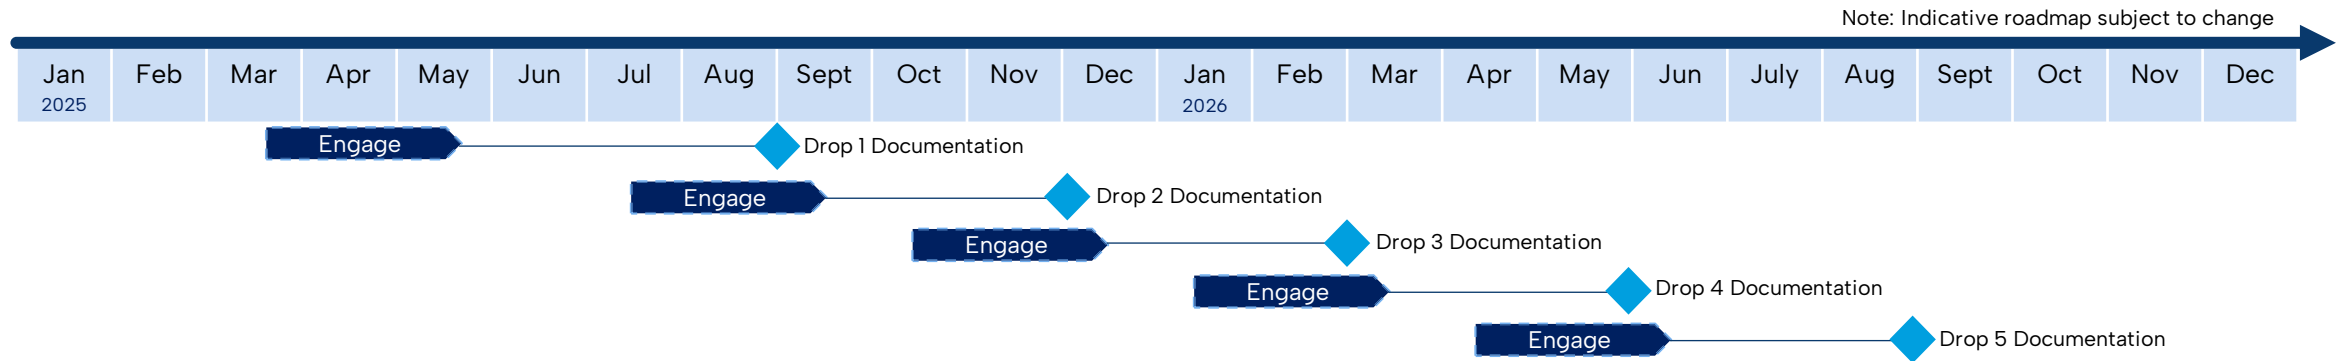 Note: Indicative roadmap subject to change
Jan Feb Mar Apr May Jun Jul Aug Sept Oct Nov Dec Jan Feb Mar Apr May Jun July Aug Sept Oct Nov Dec
2025 2026
Engage Drop 1 Documentation
Engage Drop 2 Documentation
Engage Drop 3 Documentation
Engage Drop 4 Documentation
Engage Drop 5 Documentation